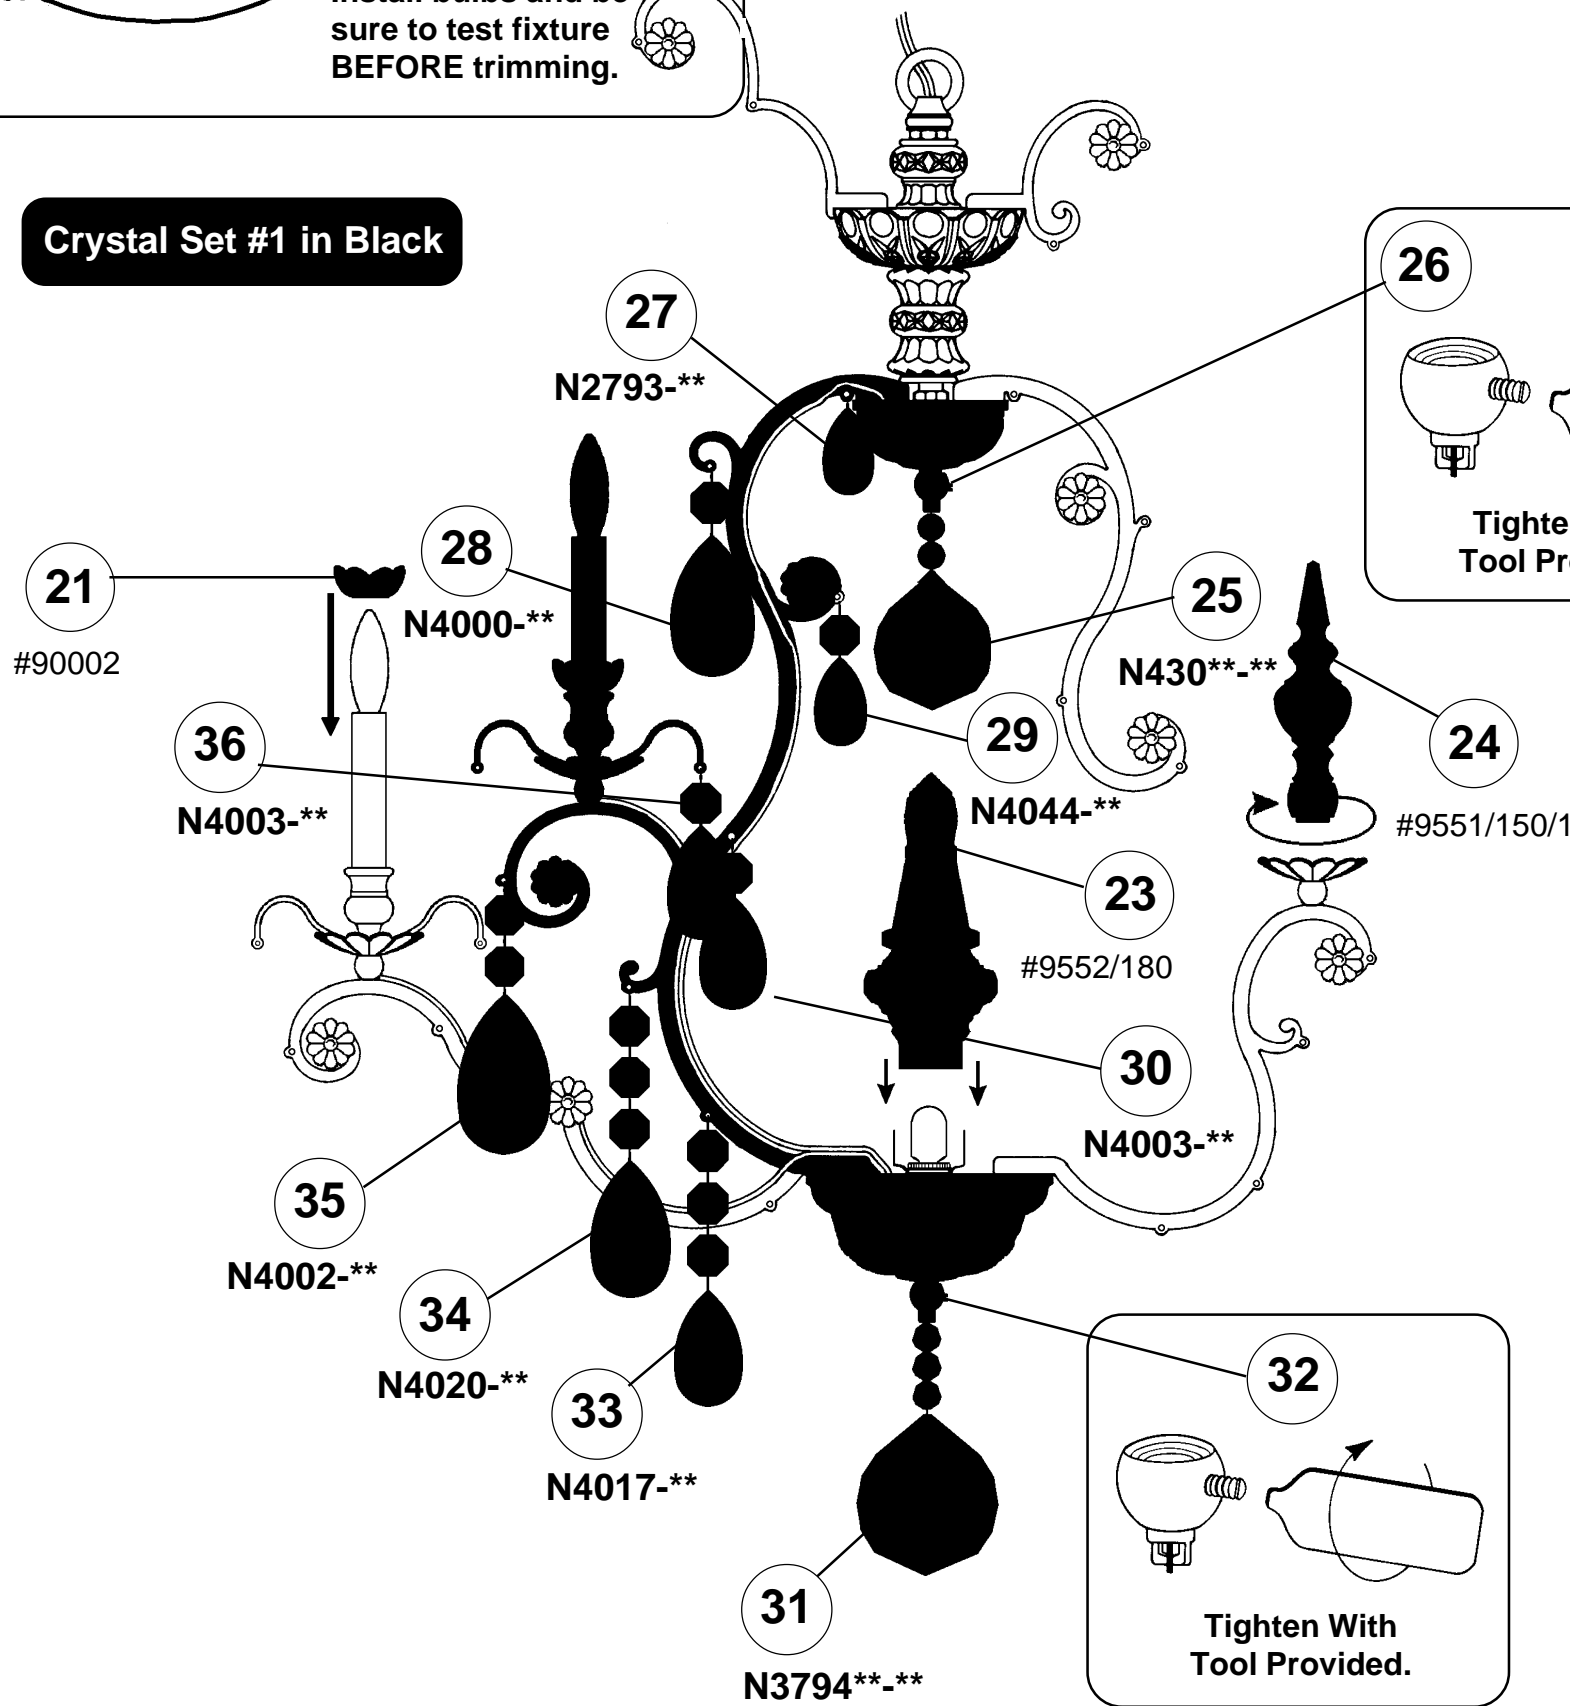 sure to test fixture
BEFORE trimming.
Crystal Set #1 in Black
26
27
N2793-**
Tool
28
N4000-**
21
#90002
25
N430**-**
29
N4044-**
24
#9551/150/1
36
N4003-**
23
#9552/180
30
N4003-**
35
N4002-**
34
N4020-**
33
N4017-**
32
Tighten With
Tool Provided.
31
N3794**-**